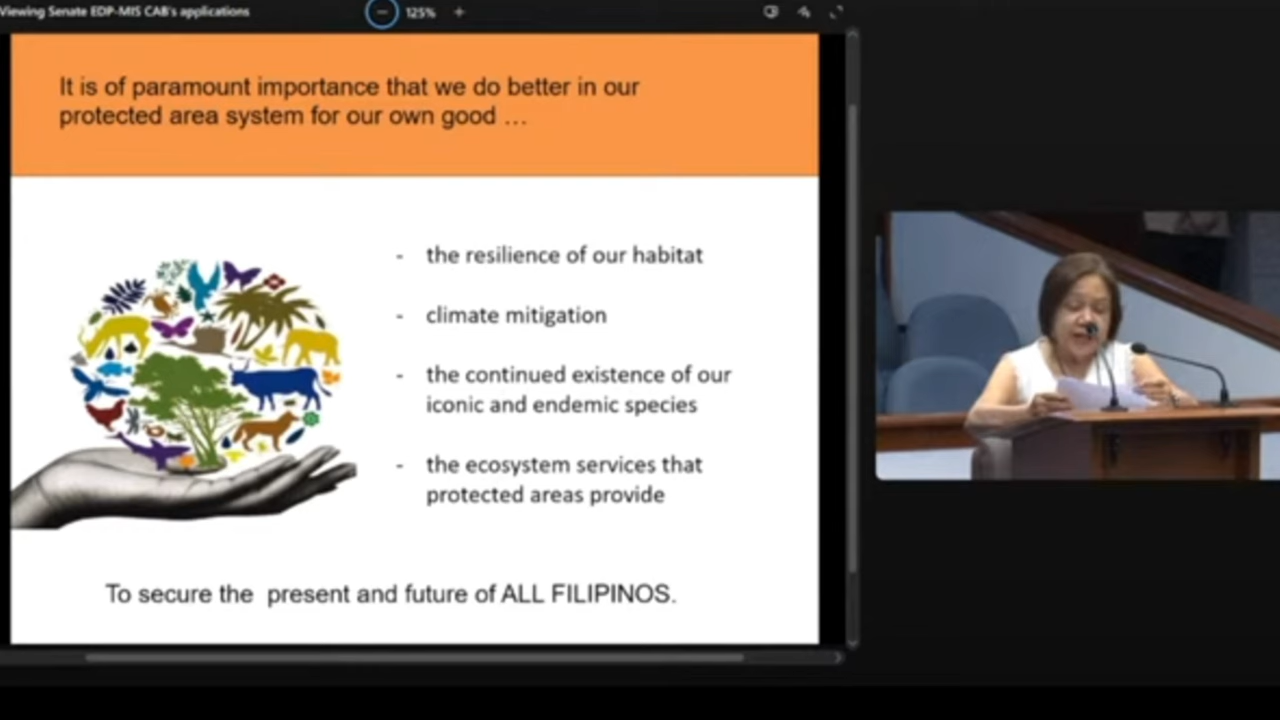 Viewing Senate EDP-MIS CAB's applications
125%
It is of paramount importance that we do better in our
protected area system for our own good …
- the resilience of our habitat
- climate mitigation
- the continued existence of our
iconic and endemic species
- the ecosystem services that
protected areas provide
To secure the present and future of ALL FILIPINOS.